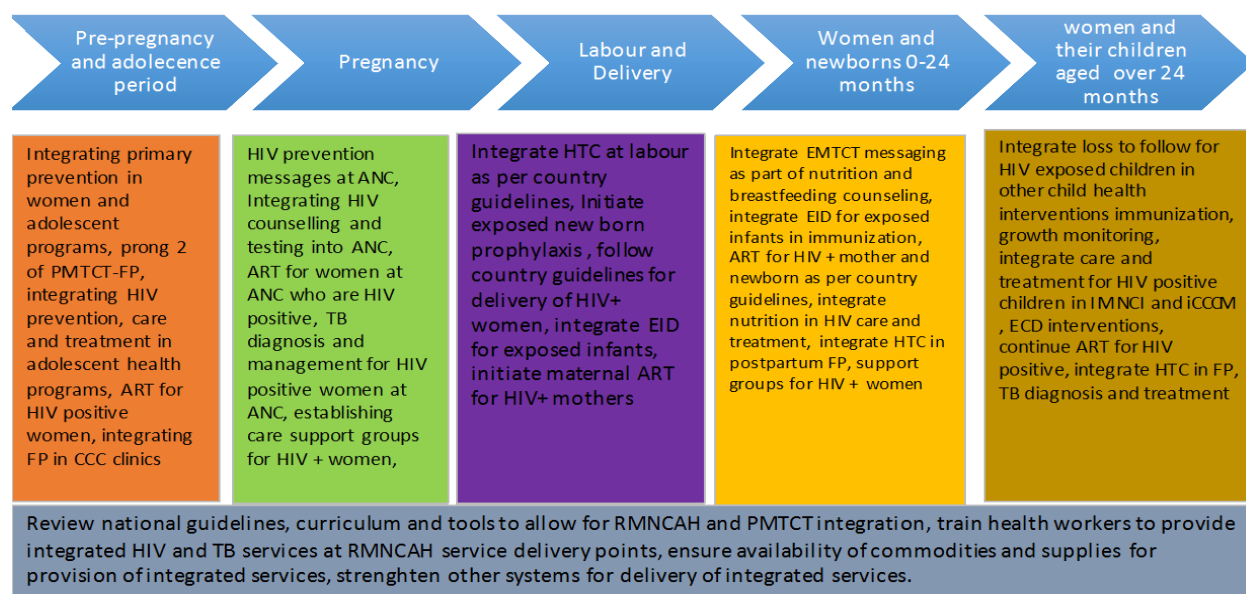 Pre-pregnancy
and adolecence
period
Pregnancy
Labour and
Delivery
Women and
newborns 0-24
months
women and
their children
aged over 24
months
Integrating primary
prevention in
women and
adolescent
programs, prong 2
of PMTCT-FP,
integrating HIV
prevention, care
and treatment in
adolescent health
programs, ART for
HIV positive
women, integrating
FP in CCC clinics
HIV prevention
messages at ANC,
Integrating HIV
counselling and
testing into ANC,
ART for women at
ANC who are HIV
positive, TB
diagnosis and
management for HIV
positive women at
ANC, establishing
care support groups
for HIV + women,
Integrate HTC at labour
as per country
guidelines, Initiate
exposed new born
prophylaxis , follow
country guidelines for
delivery of HIV+
women, integrate EID
for exposed infants,
initiate maternal ART
for HIV+ mothers
Integrate EMTCT messaging
as part of nutrition and
breastfeeding counseling,
integrate EID for exposed
infants in immunization,
ART for HIV + mother and
newborn as per country
guidelines, integrate
nutrition in HIV care and
treatment, integrate HTC in
postpartum FP, support
groups for HIV + women
Integrate loss to follow for
HIV exposed children in
other child health
interventions immunization,
growth monitoring,
integrate care and
treatment for HIV positive
children in IMNCI and iCCCM
, ECD interventions,
continue ART for HIV
positive, integrate HTC in FP,
TB diagnosis and treatment
Review national guidelines, curriculum and tools to allow for RMNCAH and PMTCT integration, train health workers to provide
integrated HIV and TB services at RMNCAH service delivery points, ensure availability of commodities and supplies for
provision of integrated services, strenghten other systems for delivery of integrated services.